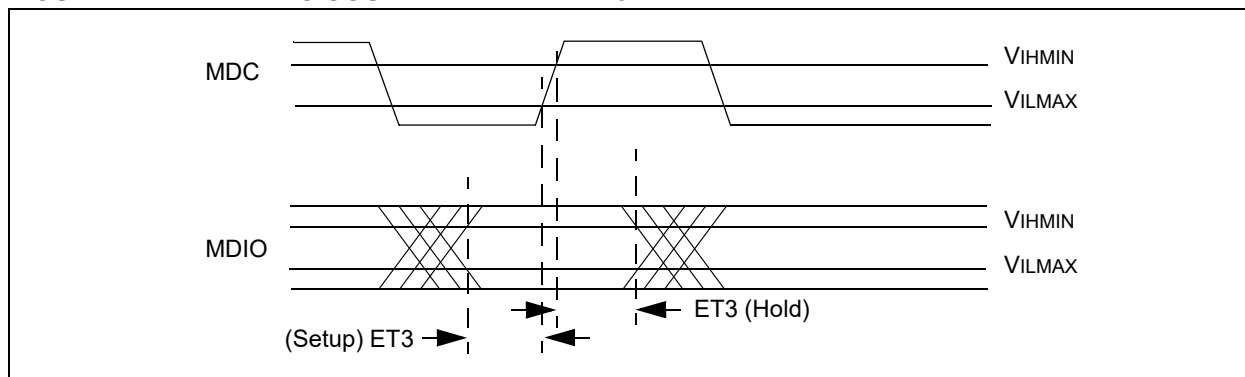 MDC
VIHMIN
VILMAX
MDIO
VIHMIN
VILMAX
ET3 (Hold)
(Setup) ET3